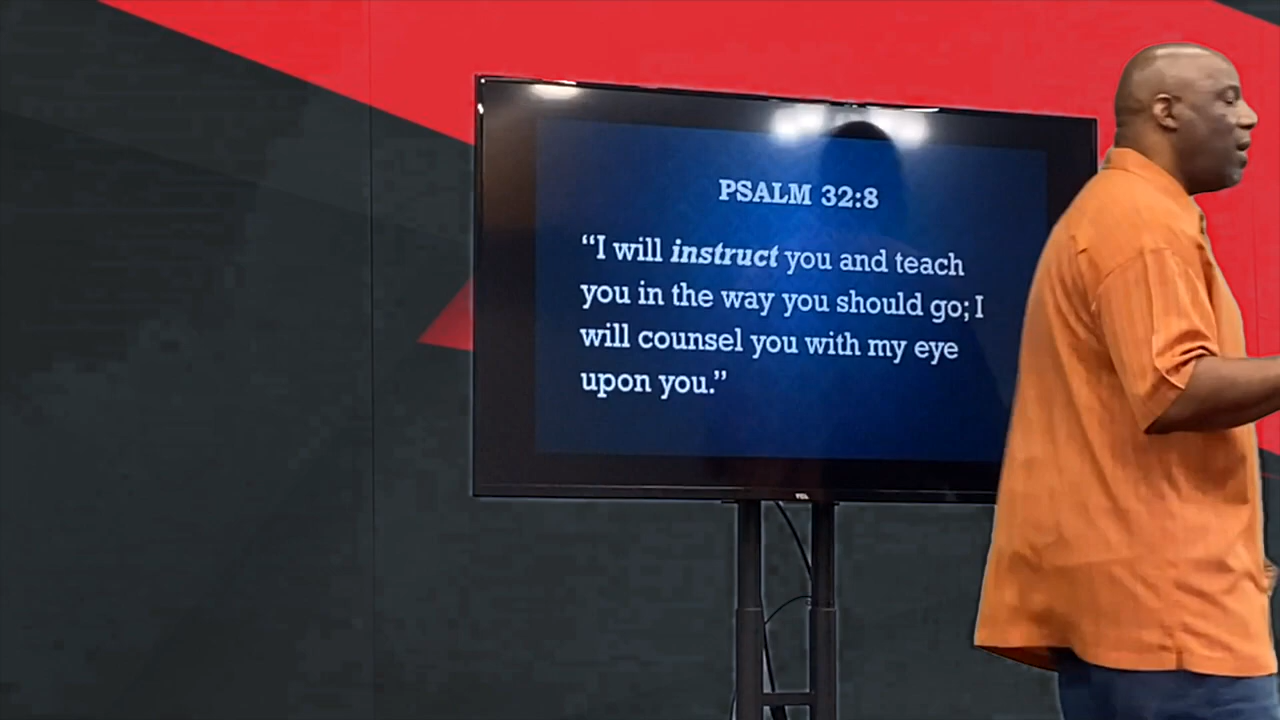 PSALM 32:8
“I will instruct you and teach
you in the way you should go; I
will counsel you with my eye
upon you.”
TCL